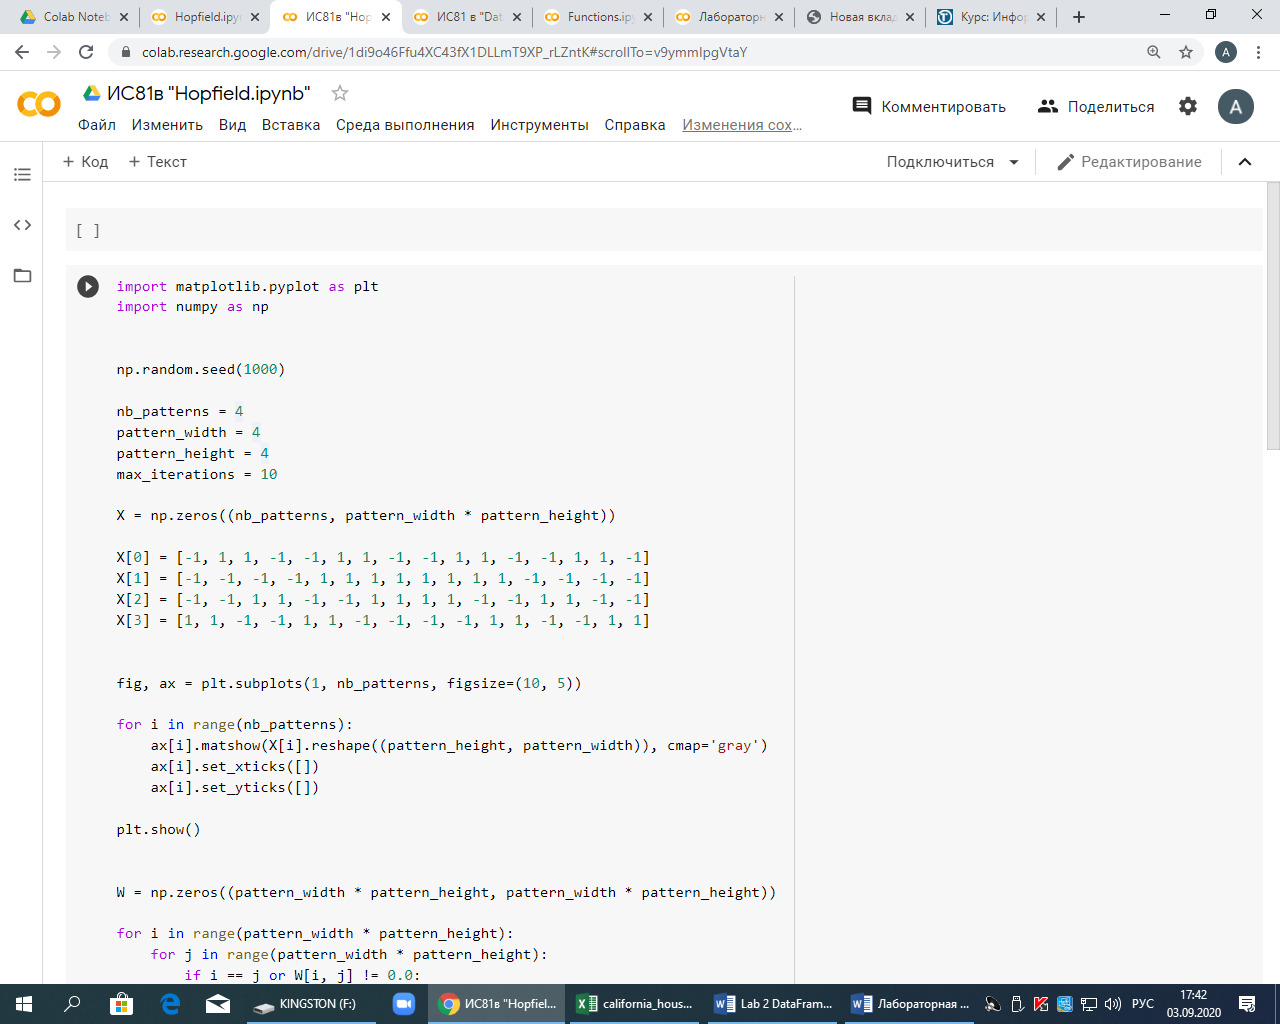 Colab Noteb
Hopfield.ipyn
ИС81в "Hop
ИС81 в "Dat
Functions.ip
Лабораторн
Новая вклад
Курс: Инфор
colab.research.google.com/drive/1di9o46Ffu4XC43fX1DLLmT9XP_rLZntK#scrollTo=v9ymmIpgVtaY
A
ИС81в "Hopfield.ipynb"
Комментировать
Поделиться
A
Файл Изменить Вид Вставка Среда выполнения Инструменты Справка Изменения сох...
+ Код + Текст
Подключиться
Редактирование
[ ]
import matplotlib.pyplot as plt
import numpy as np
np.random.seed(1000)
nb_patterns = 4
pattern_width = 4
pattern_height = 4
max_iterations = 10
X = np.zeros((nb_patterns, pattern_width * pattern_height))
X[0] = [-1, 1, 1, -1, -1, 1, 1, -1, -1, 1, 1, -1, -1, 1, 1, -1]
X[1] = [-1, -1, -1, -1, 1, 1, 1, 1, 1, 1, 1, 1, -1, -1, -1, -1]
X[2] = [-1, -1, 1, 1, -1, -1, 1, 1, 1, 1, -1, -1, 1, 1, -1, -1]
X[3] = [1, 1, -1, -1, 1, 1, -1, -1, -1, -1, 1, 1, -1, -1, 1, 1]
fig, ax = plt.subplots(1, nb_patterns, figsize=(10, 5))
for i in range(nb_patterns):
    ax[i].matshow(X[i].reshape((pattern_height, pattern_width)), cmap='gray')
    ax[i].set_xticks([])
    ax[i].set_yticks([])
plt.show()
W = np.zeros((pattern_width * pattern_height, pattern_width * pattern_height))
for i in range(pattern_width * pattern_height):
    for j in range(pattern_width * pattern_height):
        if i == j or W[i, j] != 0.0:
KINGSTON (F:)
ИС81в "Hopfiel...
california_hous...
Lab 2 DataFram...
Лабораторная ...
РУС
17:42
03.09.2020